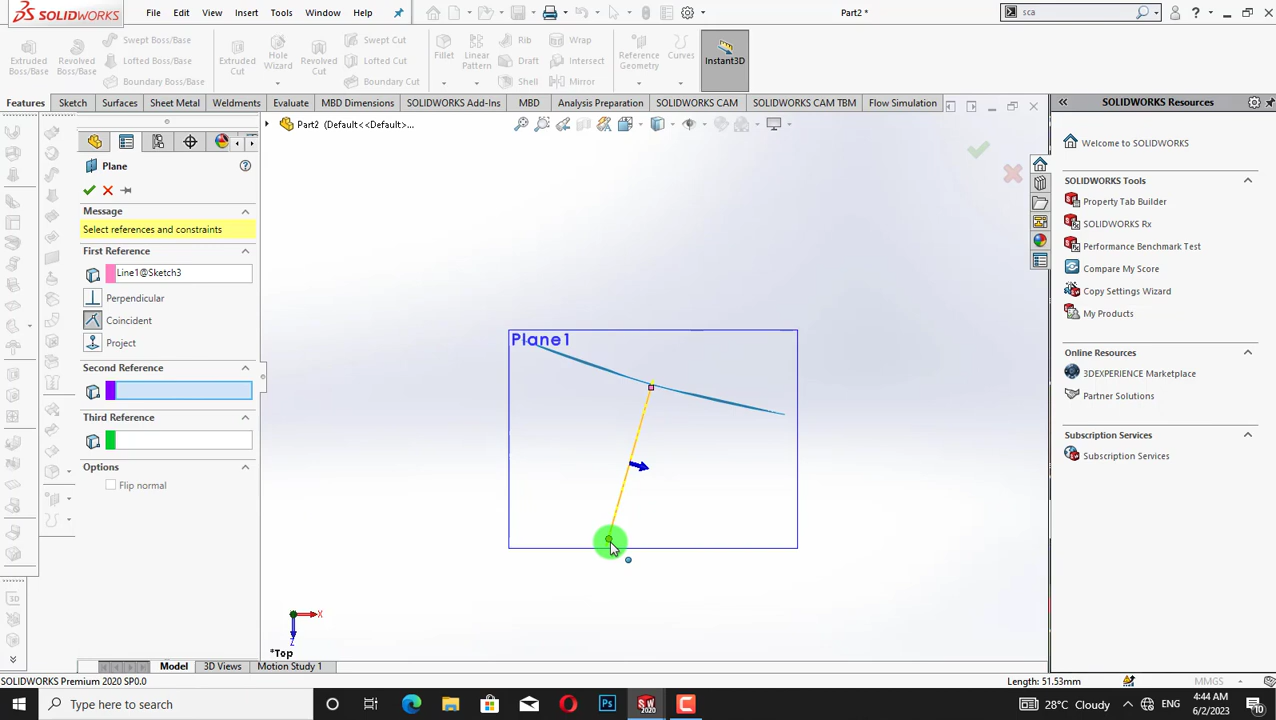 SOLIDWORKS
File
Edit
View
Insert
Tools
Window
Help
Part2 *
sca
Extruded Boss/Base
Revolved Boss/Base
Swept Boss/Base
Lofted Boss/Base
Boundary Boss/Base
Extruded Cut
Hole Wizard
Revolved Cut
Swept Cut
Lofted Cut
Boundary Cut
Fillet
Linear Pattern
Rib
Draft
Shell
Wrap
Intersect
Mirror
Reference Geometry
Curves
Instant3D
Features
Sketch
Surfaces
Sheet Metal
Weldments
Evaluate
MBD Dimensions
SOLIDWORKS Add-Ins
MBD
Analysis Preparation
SOLIDWORKS CAM
SOLIDWORKS CAM TBM
Flow Simulation
SOLIDWORKS Resources
Part2 (Default<<Default>...
Plane
Message
Select references and constraints
First Reference
Line1@Sketch3
Perpendicular
Coincident
Project
Second Reference
Third Reference
Options
Flip normal
Plane1
X
Z
*Top
Welcome to SOLIDWORKS
SOLIDWORKS Tools
Property Tab Builder
SOLIDWORKS Rx
Performance Benchmark Test
Compare My Score
Copy Settings Wizard
My Products
Online Resources
3DEXPERIENCE Marketplace
Partner Solutions
Subscription Services
Subscription Services
Model
3D Views
Motion Study 1
SOLIDWORKS Premium 2020 SP0.0
Length: 51.53mm
MMGS
Type here to search
28°C Cloudy
ENG
4:44 AM
6/2/2023